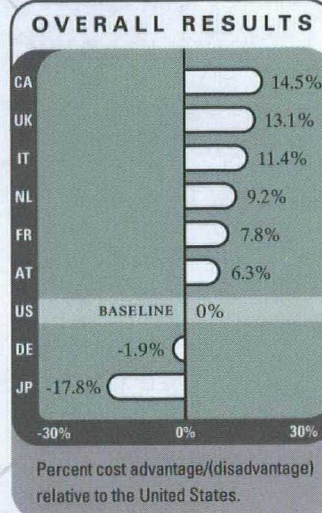 OVERALL RESULTS
CA 14.5%
UK 13.1%
IT 11.4%
NL 9.2%
FR 7.8%
AT 6.3%
US BASELINE 0%
DE -1.9%
JP -17.8%
-30% 0% 30%
Percent cost advantage/(disadvantage)
relative to the United States.